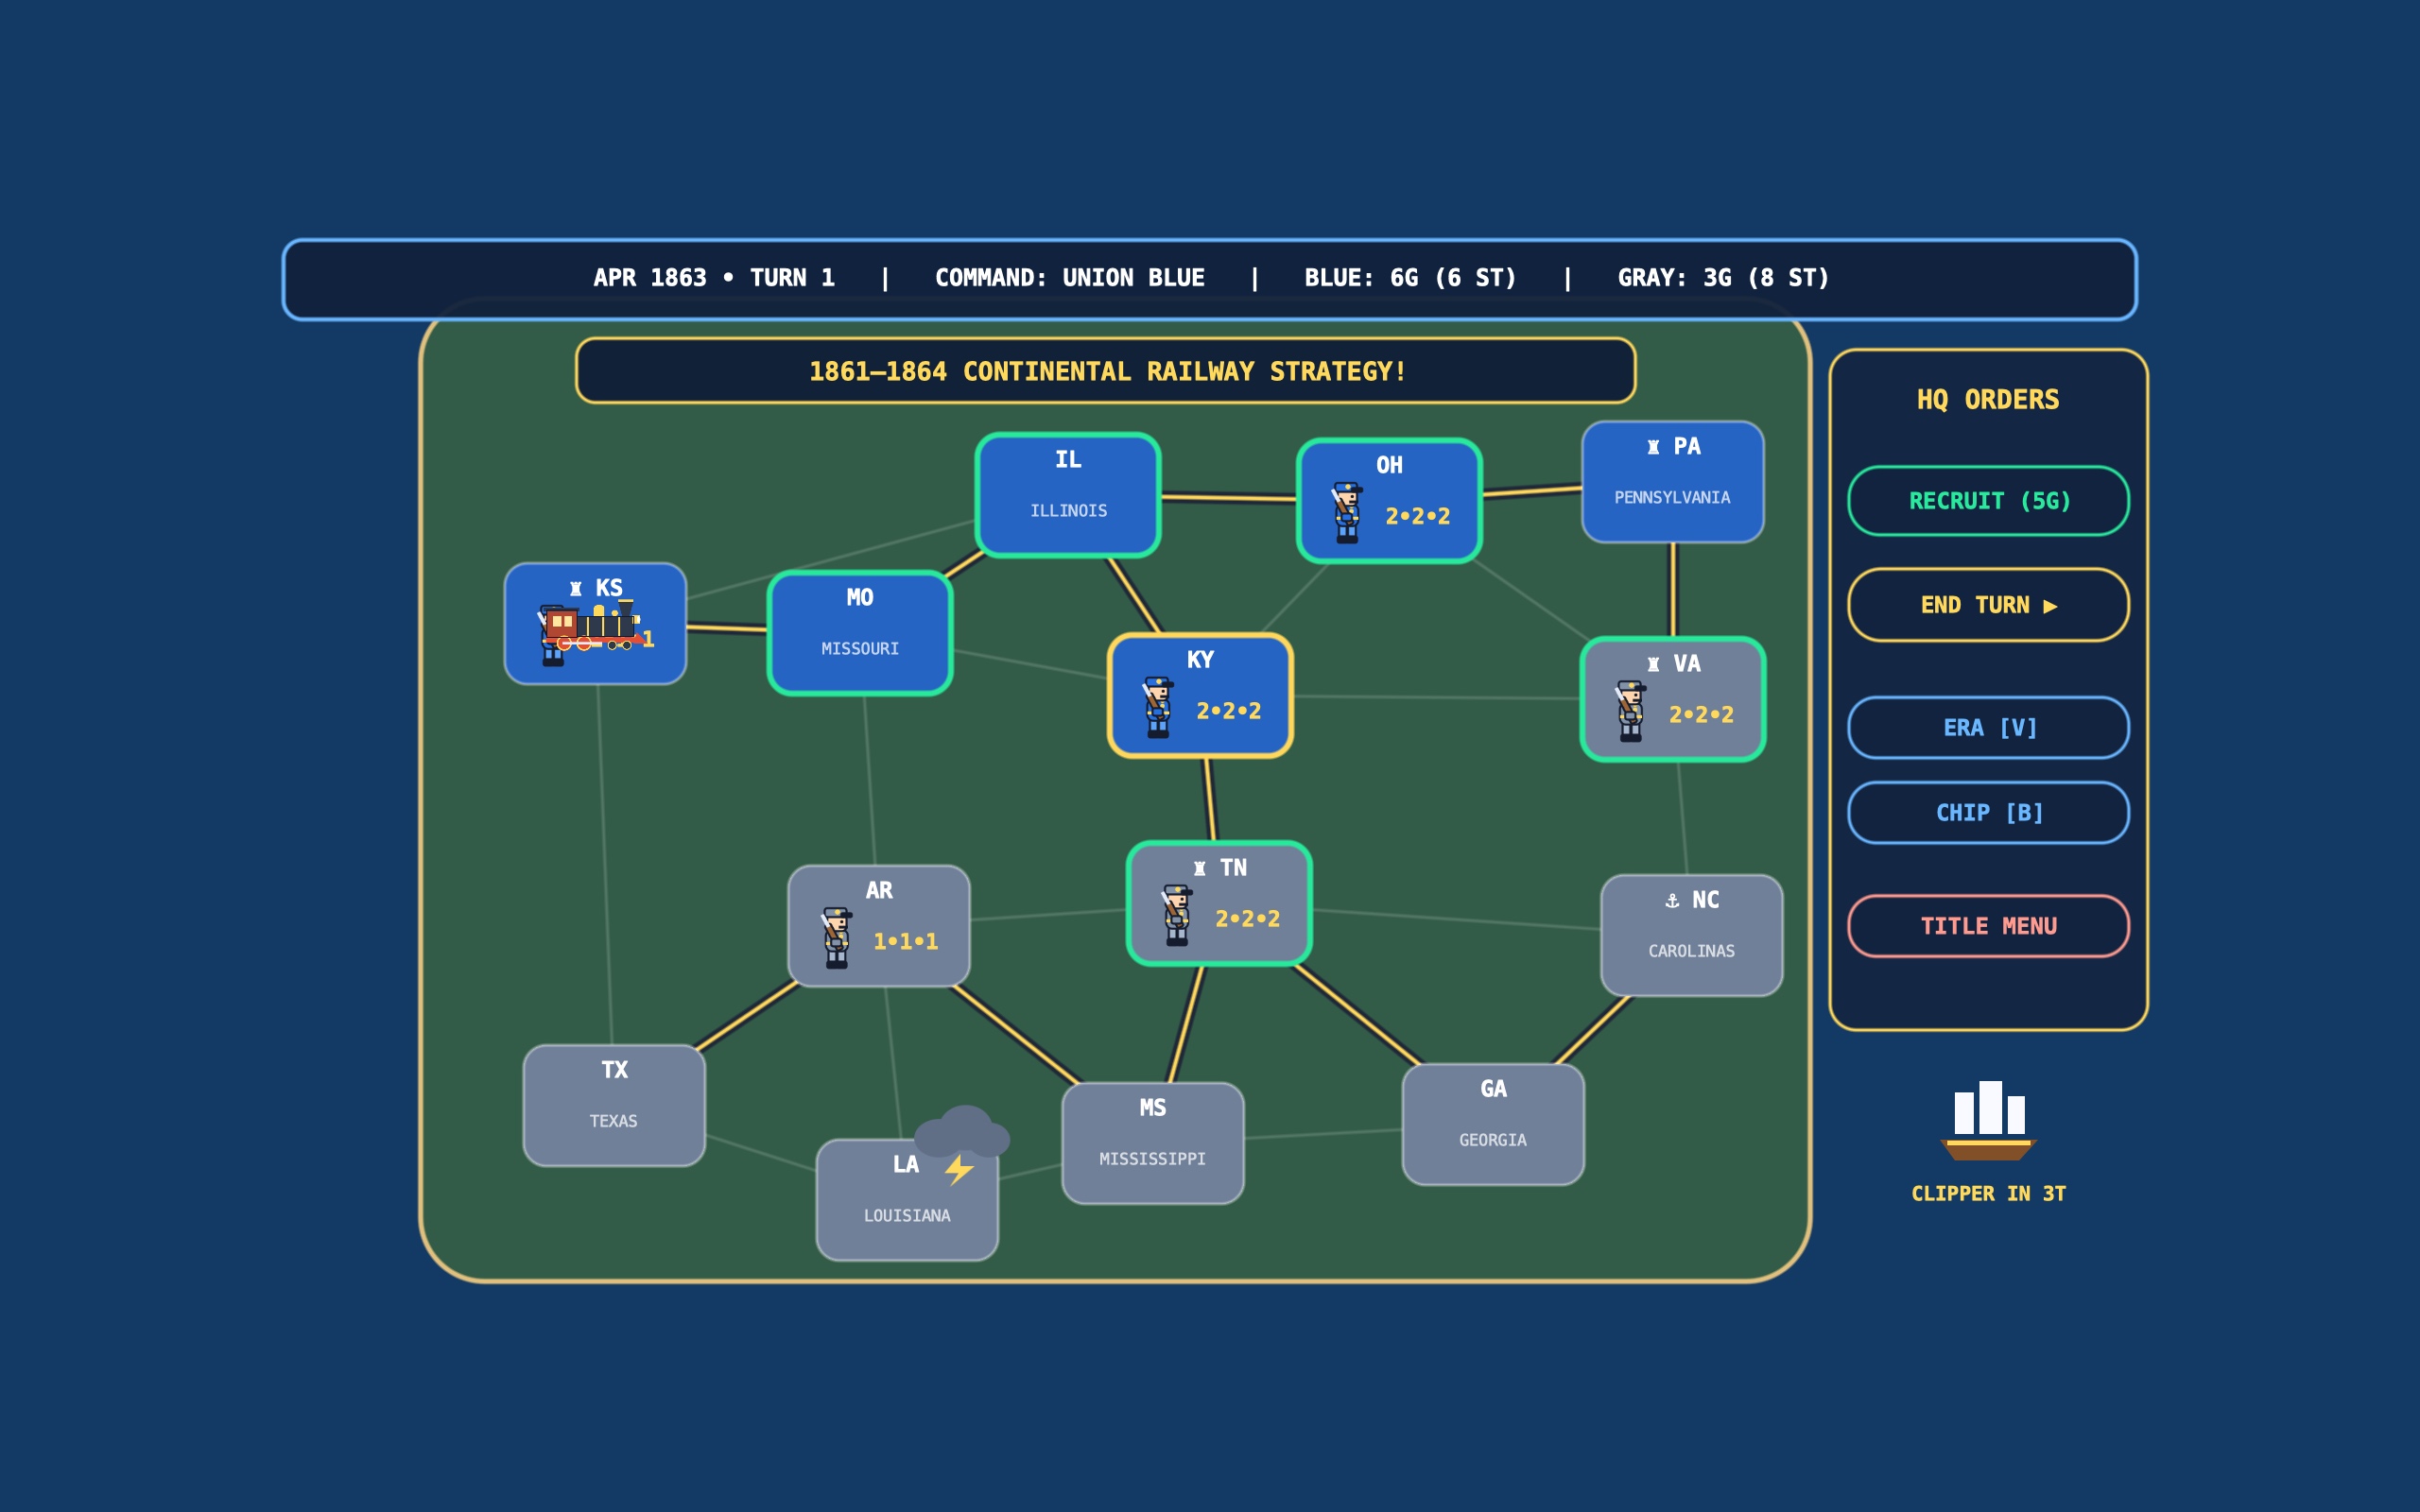 APR 1863 • TURN 1 | COMMAND: UNION BLUE | BLUE: 6G (6 ST) | GRAY: 3G (8 ST)
1861–1864 CONTINENTAL RAILWAY STRATEGY!
IL
ILLINOIS
OH
2•2•2
♜ PA
PENNSYLVANIA
♜ KS
1
MO
MISSOURI
KY
2•2•2
♜ VA
2•2•2
AR
1•1•1
♜ TN
2•2•2
⚓ NC
CAROLINAS
TX
TEXAS
LA
LOUISIANA
MS
MISSISSIPPI
GA
GEORGIA
HQ ORDERS
RECRUIT (5G)
END TURN ▶
ERA [V]
CHIP [B]
TITLE MENU
CLIPPER IN 3T